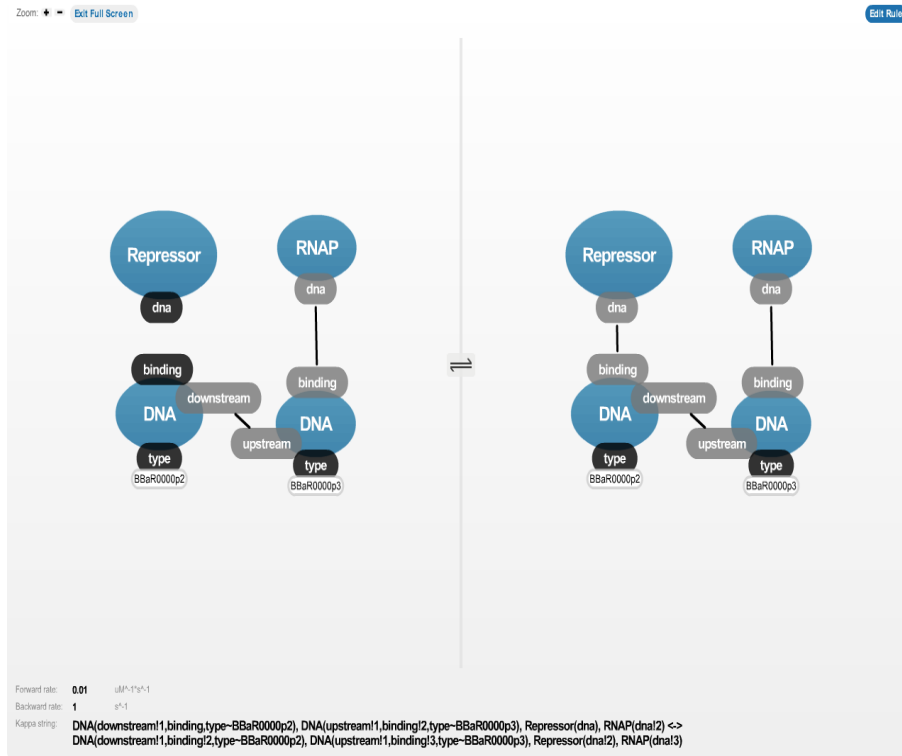 Zoom: + - Exit Full Screen
Edit Rule
Repressor RNAP
dna
dna
binding
binding
downstream
DNA
DNA
upstream
type
type
BBaR0000p2
BBaR0000p3
⇌
Repressor RNAP
dna
dna
binding
binding
downstream
DNA
DNA
upstream
type
type
BBaR0000p2
BBaR0000p3
Forward rate: 0.01 uM^-1*s^-1
Backward rate: 1 s^-1
Kappa string: DNA(downstream!1,binding,type~BBaR0000p2), DNA(upstream!1,binding!2,type~BBaR0000p3), Repressor(dna), RNAP(dna!2) <->
DNA(downstream!1,binding!2,type~BBaR0000p2), DNA(upstream!1,binding!3,type~BBaR0000p3), Repressor(dna!2), RNAP(dna!3)